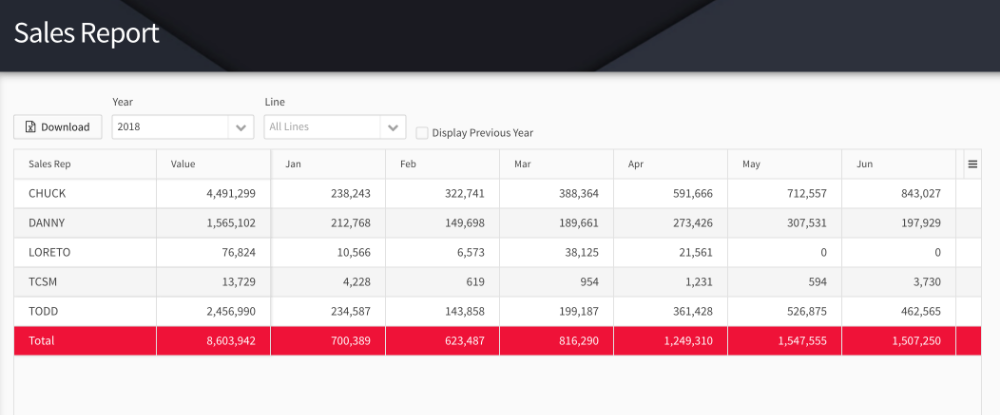 Sales Report
Year Line
Download 2018 All Lines Display Previous Year
Sales Rep Value Jan Feb Mar Apr May Jun
CHUCK 4,491,299 238,243 322,741 388,364 591,666 712,557 843,027
DANNY 1,565,102 212,768 149,698 189,661 273,426 307,531 197,929
LORETO 76,824 10,566 6,573 38,125 21,561 0 0
TCSM 13,729 4,228 619 954 1,231 594 3,730
TODD 2,456,990 234,587 143,858 199,187 361,428 526,875 462,565
Total 8,603,942 700,389 623,487 816,290 1,249,310 1,547,555 1,507,250